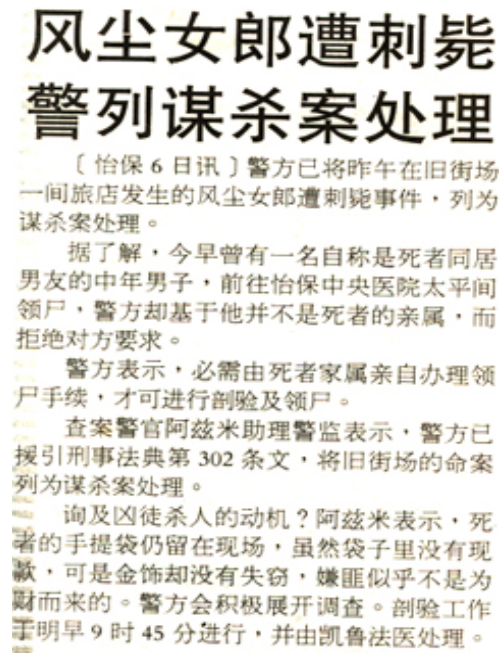 风尘女郎遭刺毙
警列谋杀案处理
〔怡保6日讯〕警方已将昨午在旧街场
一间旅店发生的风尘女郎遭刺毙事件，列为
谋杀案处理。
据了解，今早曾有一名自称是死者同居
男友的中年男子，前往怡保中央医院太平间
领尸，警方却基于他并不是死者的亲属，而
拒绝对方要求。
警方表示，必需由死者家属亲自办理领
尸手续，才可进行剖验及领尸。
查案警官阿兹米助理警监表示，警方已
援引刑事法典第302条文，将旧街场的命案
列为谋杀案处理。
询及凶徒杀人的动机？阿兹米表示，死
者的手提袋仍留在现场，虽然袋子里没有现
款，可是金饰却没有失窃，嫌匪似乎不是为
财而来的。警方会积极展开调查。剖验工作
于明早9时45分进行，并由凯鲁法医处理。